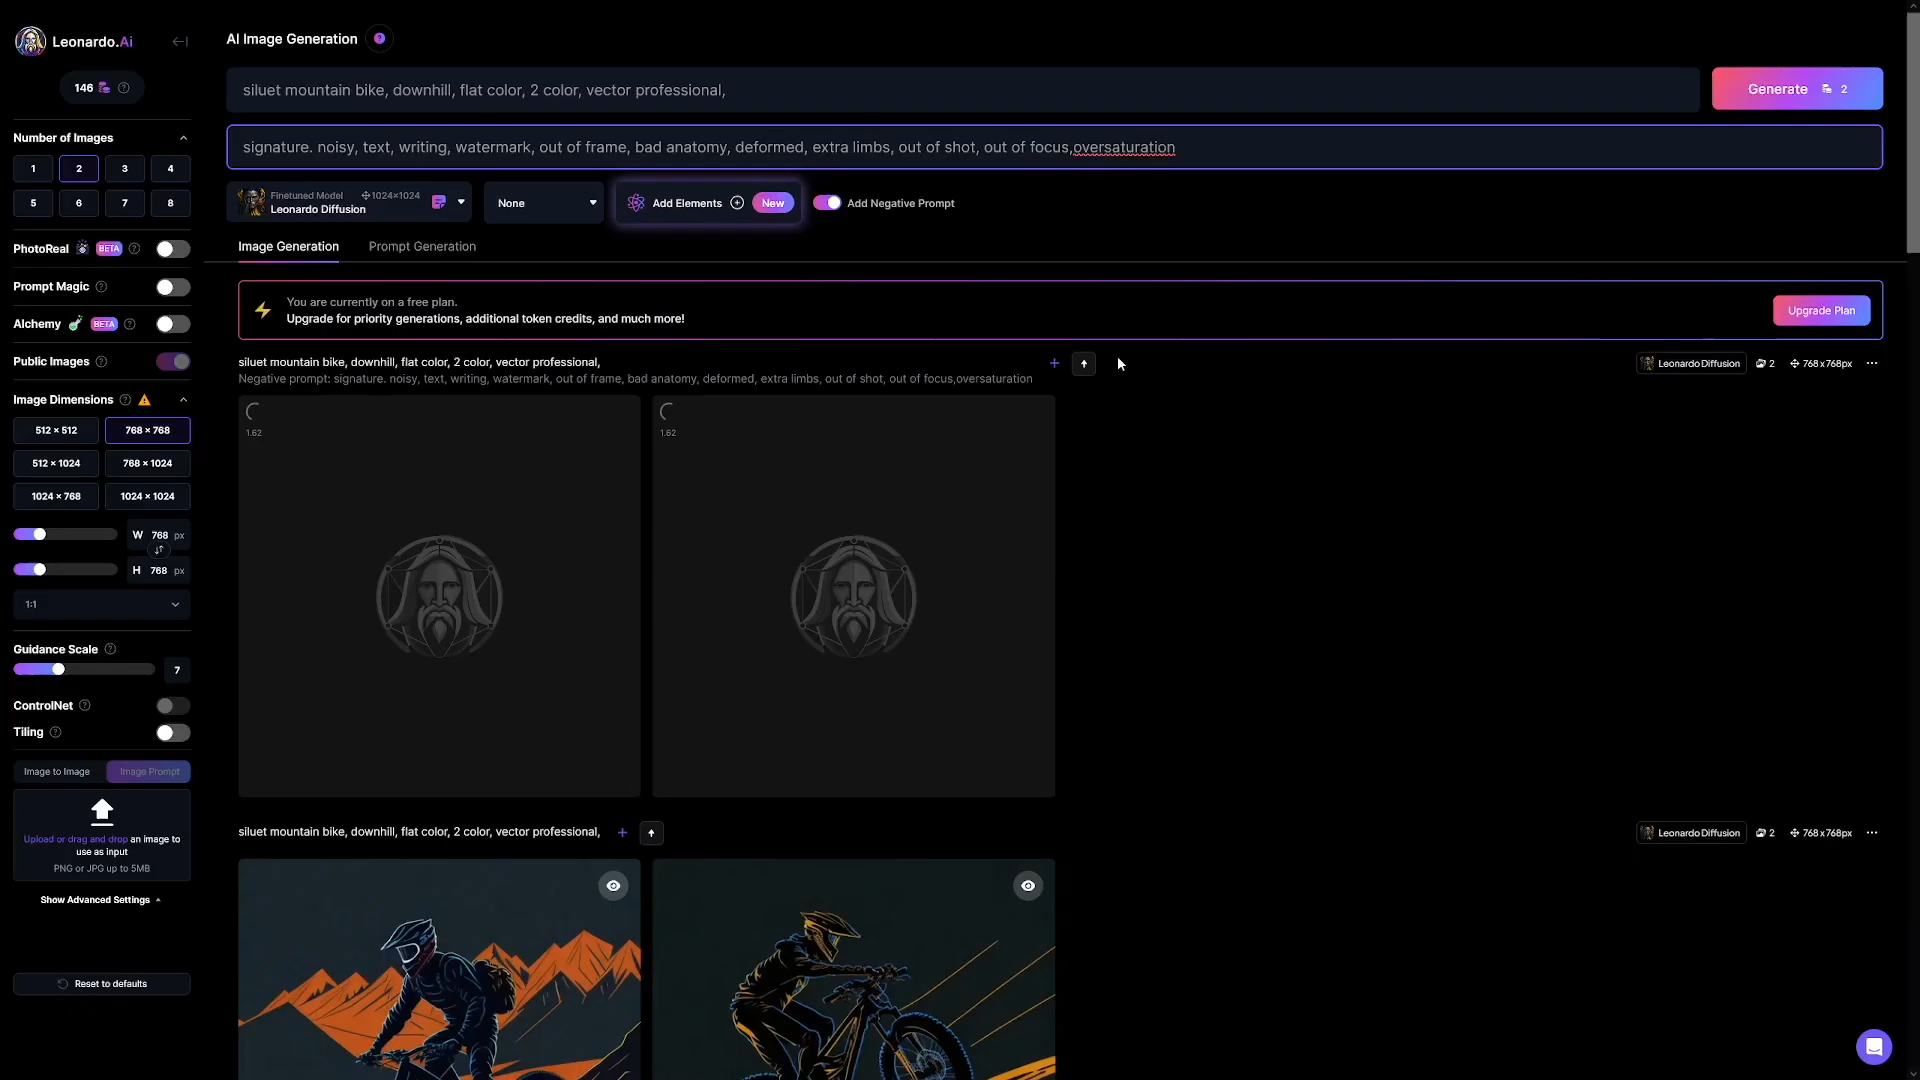 Leonardo.Ai
146
Number of Images
1 2 3 4
5 6 7 8
PhotoReal BETA
Prompt Magic
Alchemy BETA
Public Images
Image Dimensions
512 × 512 768 × 768
512 × 1024 768 × 1024
1024 × 768 1024 × 1024
W 768 px
H 768 px
1:1
Guidance Scale
7
ControlNet
Tiling
Image to Image Image Prompt
Upload or drag and drop an image to
use as input
PNG or JPG up to 5MB
Show Advanced Settings
Reset to defaults
AI Image Generation
siluet mountain bike, downhill, flat color, 2 color, vector professional,
Generate 2
signature. noisy, text, writing, watermark, out of frame, bad anatomy, deformed, extra limbs, out of shot, out of focus,oversaturation
Finetuned Model 1024×1024
Leonardo Diffusion
None
Add Elements New
Add Negative Prompt
Image Generation Prompt Generation
You are currently on a free plan.
Upgrade for priority generations, additional token credits, and much more!
Upgrade Plan
siluet mountain bike, downhill, flat color, 2 color, vector professional,
Negative prompt: signature. noisy, text, writing, watermark, out of frame, bad anatomy, deformed, extra limbs, out of shot, out of focus,oversaturation
Leonardo Diffusion 2 768 x 768px
1.62
1.62
siluet mountain bike, downhill, flat color, 2 color, vector professional,
Leonardo Diffusion 2 768 x 768px